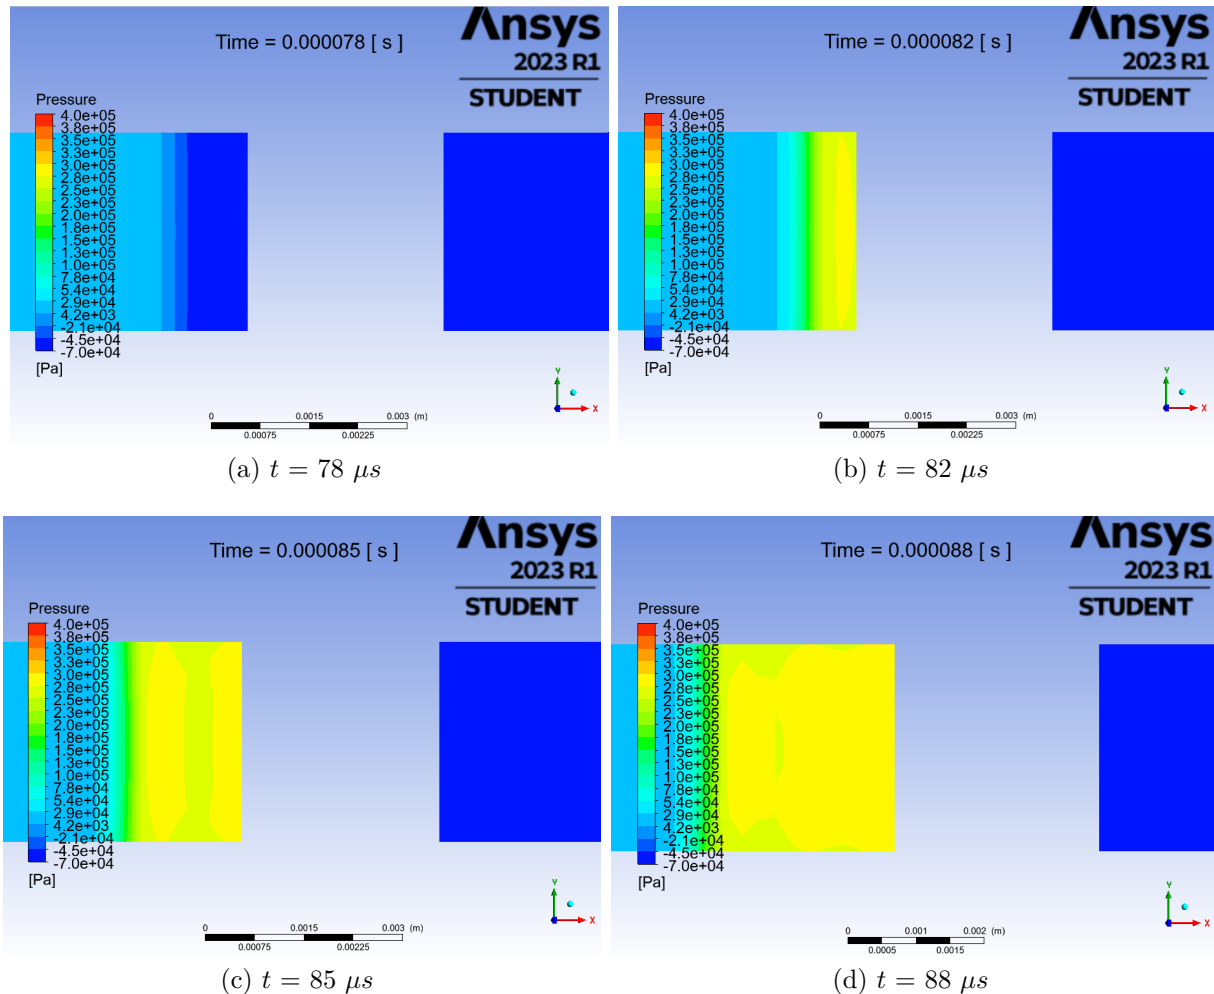 Ansys
2023 R1
STUDENT
Time = 0.000078 [ s ]
Pressure
4.0e+05
3.8e+05
3.5e+05
3.3e+05
3.0e+05
2.8e+05
2.5e+05
2.3e+05
2.0e+05
1.8e+05
1.5e+05
1.3e+05
1.0e+05
7.8e+04
5.4e+04
2.9e+04
4.2e+03
-2.1e+04
-4.5e+04
-7.0e+04
[Pa]
Y
X
0 0.0015 0.003 (m)
0.00075 0.00225
(a) t = 78 μs
Ansys
2023 R1
STUDENT
Time = 0.000082 [ s ]
Pressure
4.0e+05
3.8e+05
3.5e+05
3.3e+05
3.0e+05
2.8e+05
2.5e+05
2.3e+05
2.0e+05
1.8e+05
1.5e+05
1.3e+05
1.0e+05
7.8e+04
5.4e+04
2.9e+04
4.2e+03
-2.1e+04
-4.5e+04
-7.0e+04
[Pa]
Y
X
0 0.0015 0.003 (m)
0.00075 0.00225
(b) t = 82 μs
Ansys
2023 R1
STUDENT
Time = 0.000085 [ s ]
Pressure
4.0e+05
3.8e+05
3.5e+05
3.3e+05
3.0e+05
2.8e+05
2.5e+05
2.3e+05
2.0e+05
1.8e+05
1.5e+05
1.3e+05
1.0e+05
7.8e+04
5.4e+04
2.9e+04
4.2e+03
-2.1e+04
-4.5e+04
-7.0e+04
[Pa]
Y
X
0 0.0015 0.003 (m)
0.00075 0.00225
(c) t = 85 μs
Ansys
2023 R1
STUDENT
Time = 0.000088 [ s ]
Pressure
4.0e+05
3.8e+05
3.5e+05
3.3e+05
3.0e+05
2.8e+05
2.5e+05
2.3e+05
2.0e+05
1.8e+05
1.5e+05
1.3e+05
1.0e+05
7.8e+04
5.4e+04
2.9e+04
4.2e+03
-2.1e+04
-4.5e+04
-7.0e+04
[Pa]
Y
X
0 0.001 0.002 (m)
0.0005 0.0015
(d) t = 88 μs